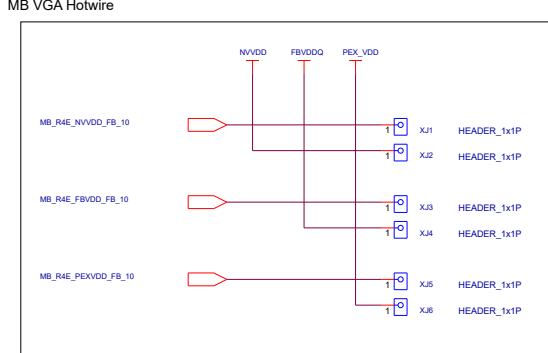 MB VGA Hotwire
NVVDD FBVDDQ PEX_VDD
MB_R4E_NVVDD_FB_10 1 XJ1 HEADER_1x1P
1 XJ2 HEADER_1x1P
MB_R4E_FBVDD_FB_10 1 XJ3 HEADER_1x1P
1 XJ4 HEADER_1x1P
MB_R4E_PEXVDD_FB_10 1 XJ5 HEADER_1x1P
1 XJ6 HEADER_1x1P